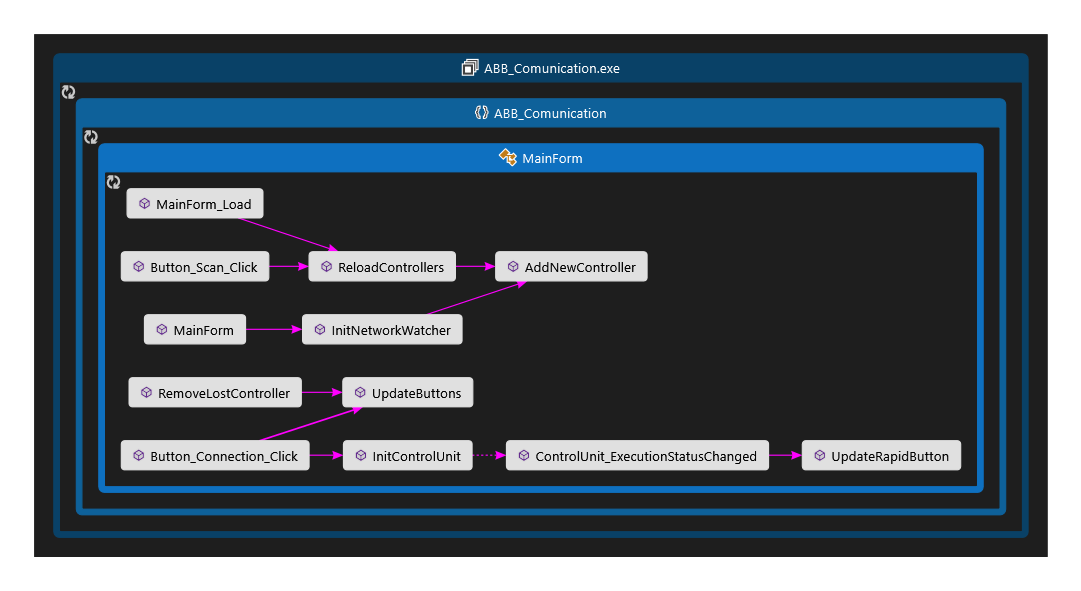 ABB_Comunication.exe
ABB_Comunication
MainForm
MainForm_Load
Button_Scan_Click
ReloadControllers
AddNewController
MainForm
InitNetworkWatcher
RemoveLostController
UpdateButtons
Button_Connection_Click
InitControlUnit
ControlUnit_ExecutionStatusChanged
UpdateRapidButton